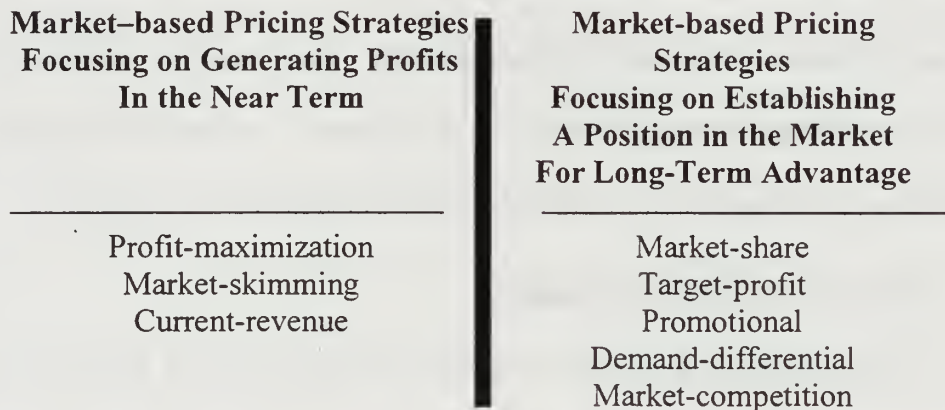 Market–based Pricing Strategies
Focusing on Generating Profits
In the Near Term
Profit-maximization
Market-skimming
Current-revenue
Market-based Pricing
Strategies
Focusing on Establishing
A Position in the Market
For Long-Term Advantage
Market-share
Target-profit
Promotional
Demand-differential
Market-competition